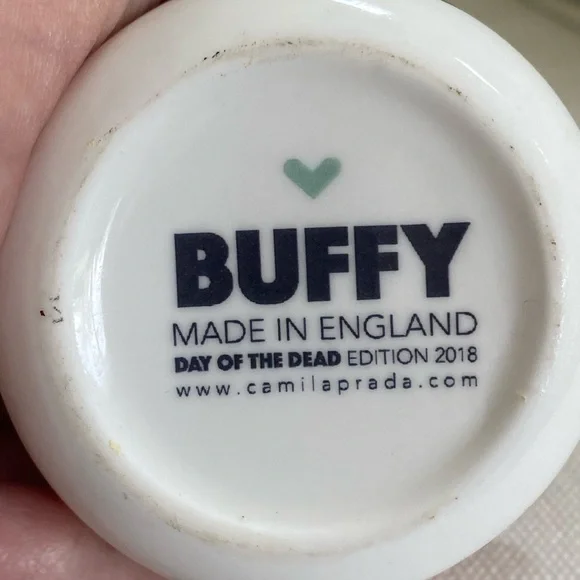 BUFFY
MADE IN ENGLAND
DAY OF THE DEAD EDITION 2018
www.camilaprada.com